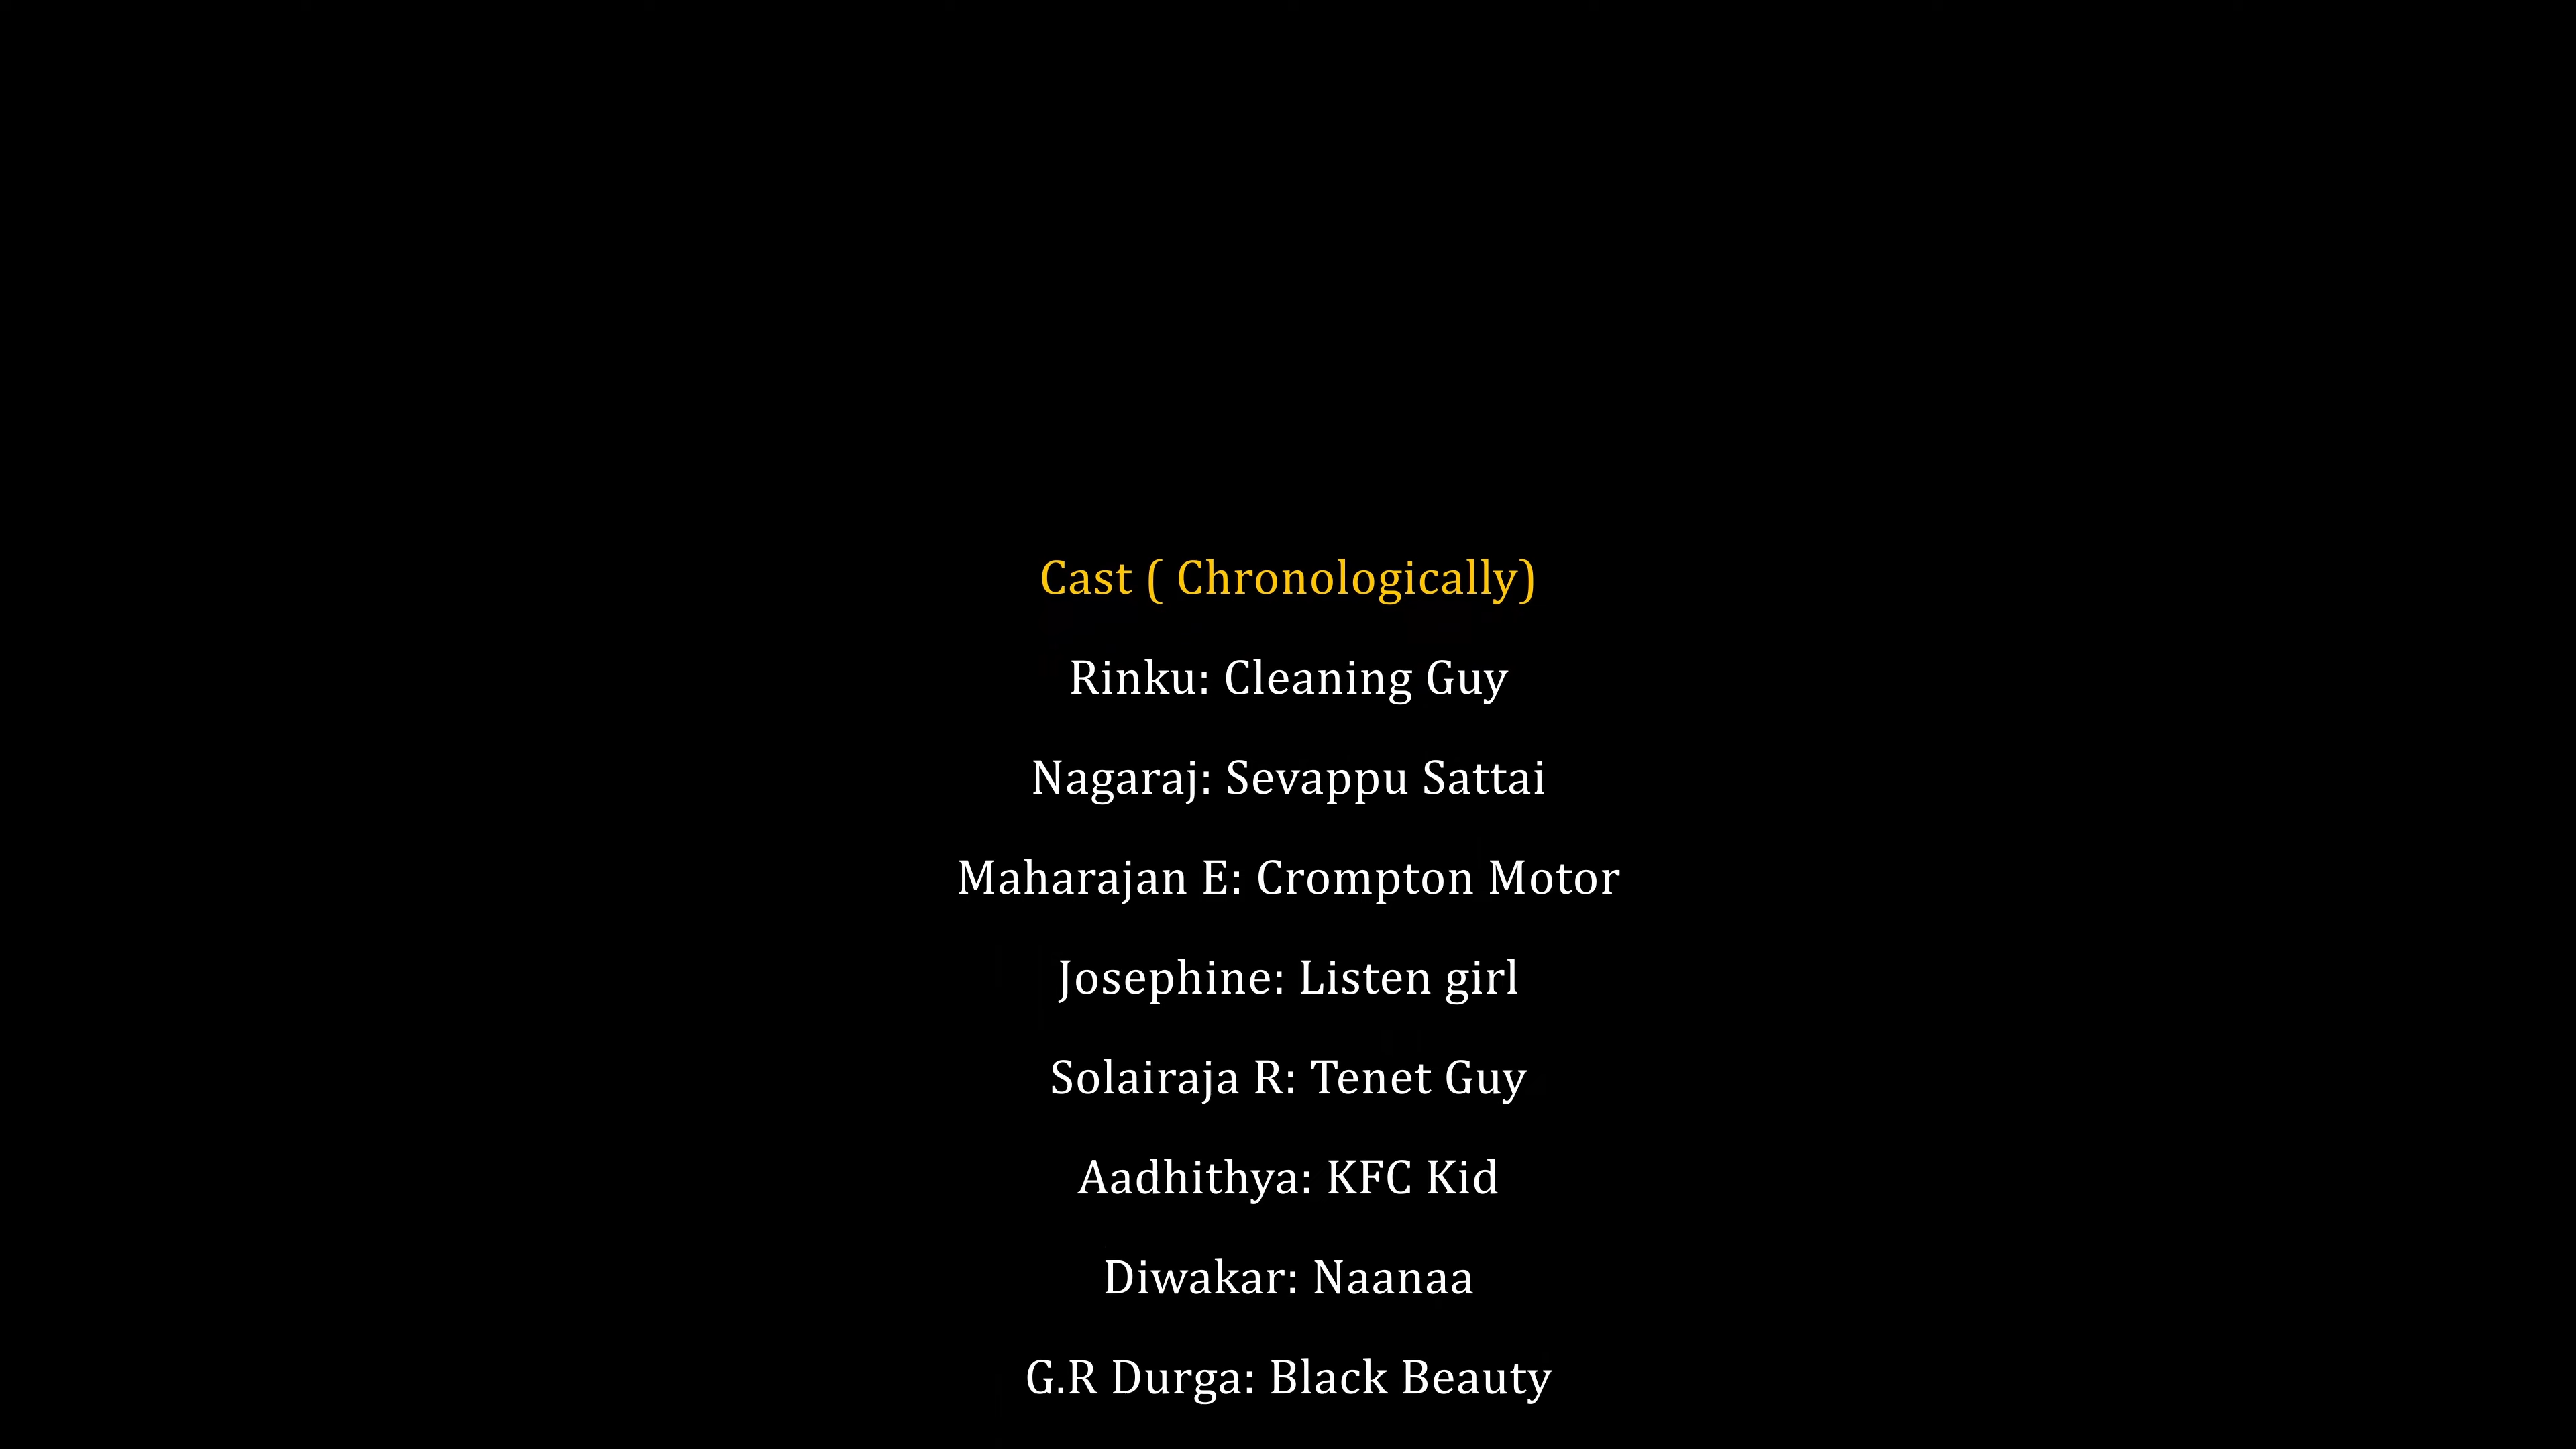 Cast ( Chronologically)
Rinku: Cleaning Guy
Nagaraj: Sevappu Sattai
Maharajan E: Crompton Motor
Josephine: Listen girl
Solairaja R: Tenet Guy
Aadhithya: KFC Kid
Diwakar: Naanaa
G.R Durga: Black Beauty